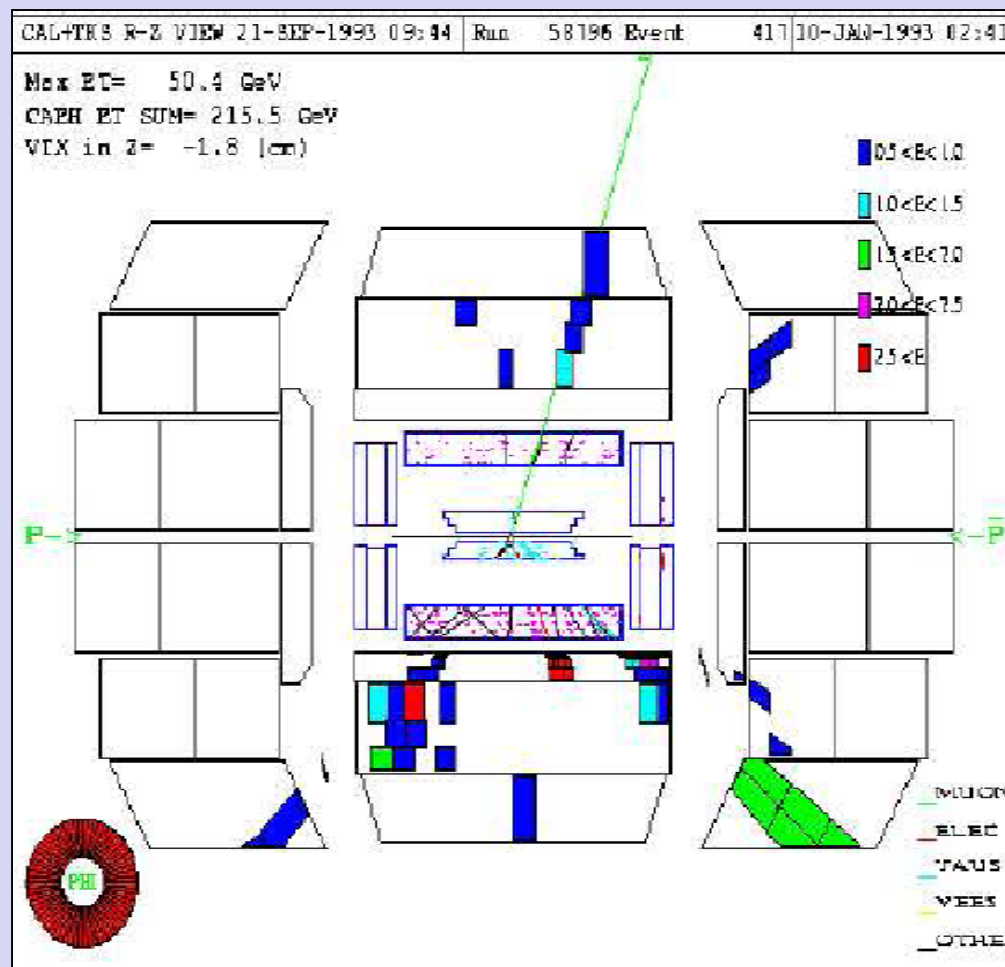 CAL+TKS R-Z VIEW 21-SEP-1993 09:44 Run 58196 Event 417 10-JAN-1993 02:41
Max ET= 50.4 GeV
CAEH ET SUM= 215.5 GeV
VTX in Z= -1.8 (cm)
0.5<E<1.0
1.0<E<1.5
1.5<E<2.0
2.0<E<2.5
2.5<E
P
P̅
MUON
ELEC
PHI
TAUS
VEES
OTHE